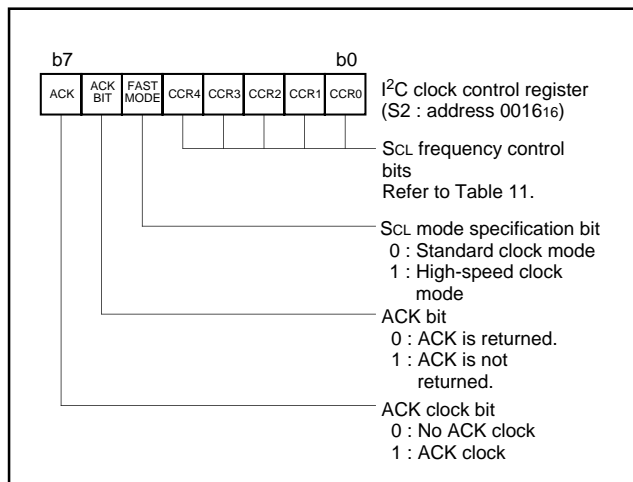 b7 b0
ACK ACK BIT FAST MODE CCR4 CCR3 CCR2 CCR1 CCR0
I2C clock control register
(S2 : address 001616)
SCL frequency control
bits
Refer to Table 11.
SCL mode specification bit
0 : Standard clock mode
1 : High-speed clock
mode
ACK bit
0 : ACK is returned.
1 : ACK is not
returned.
ACK clock bit
0 : No ACK clock
1 : ACK clock